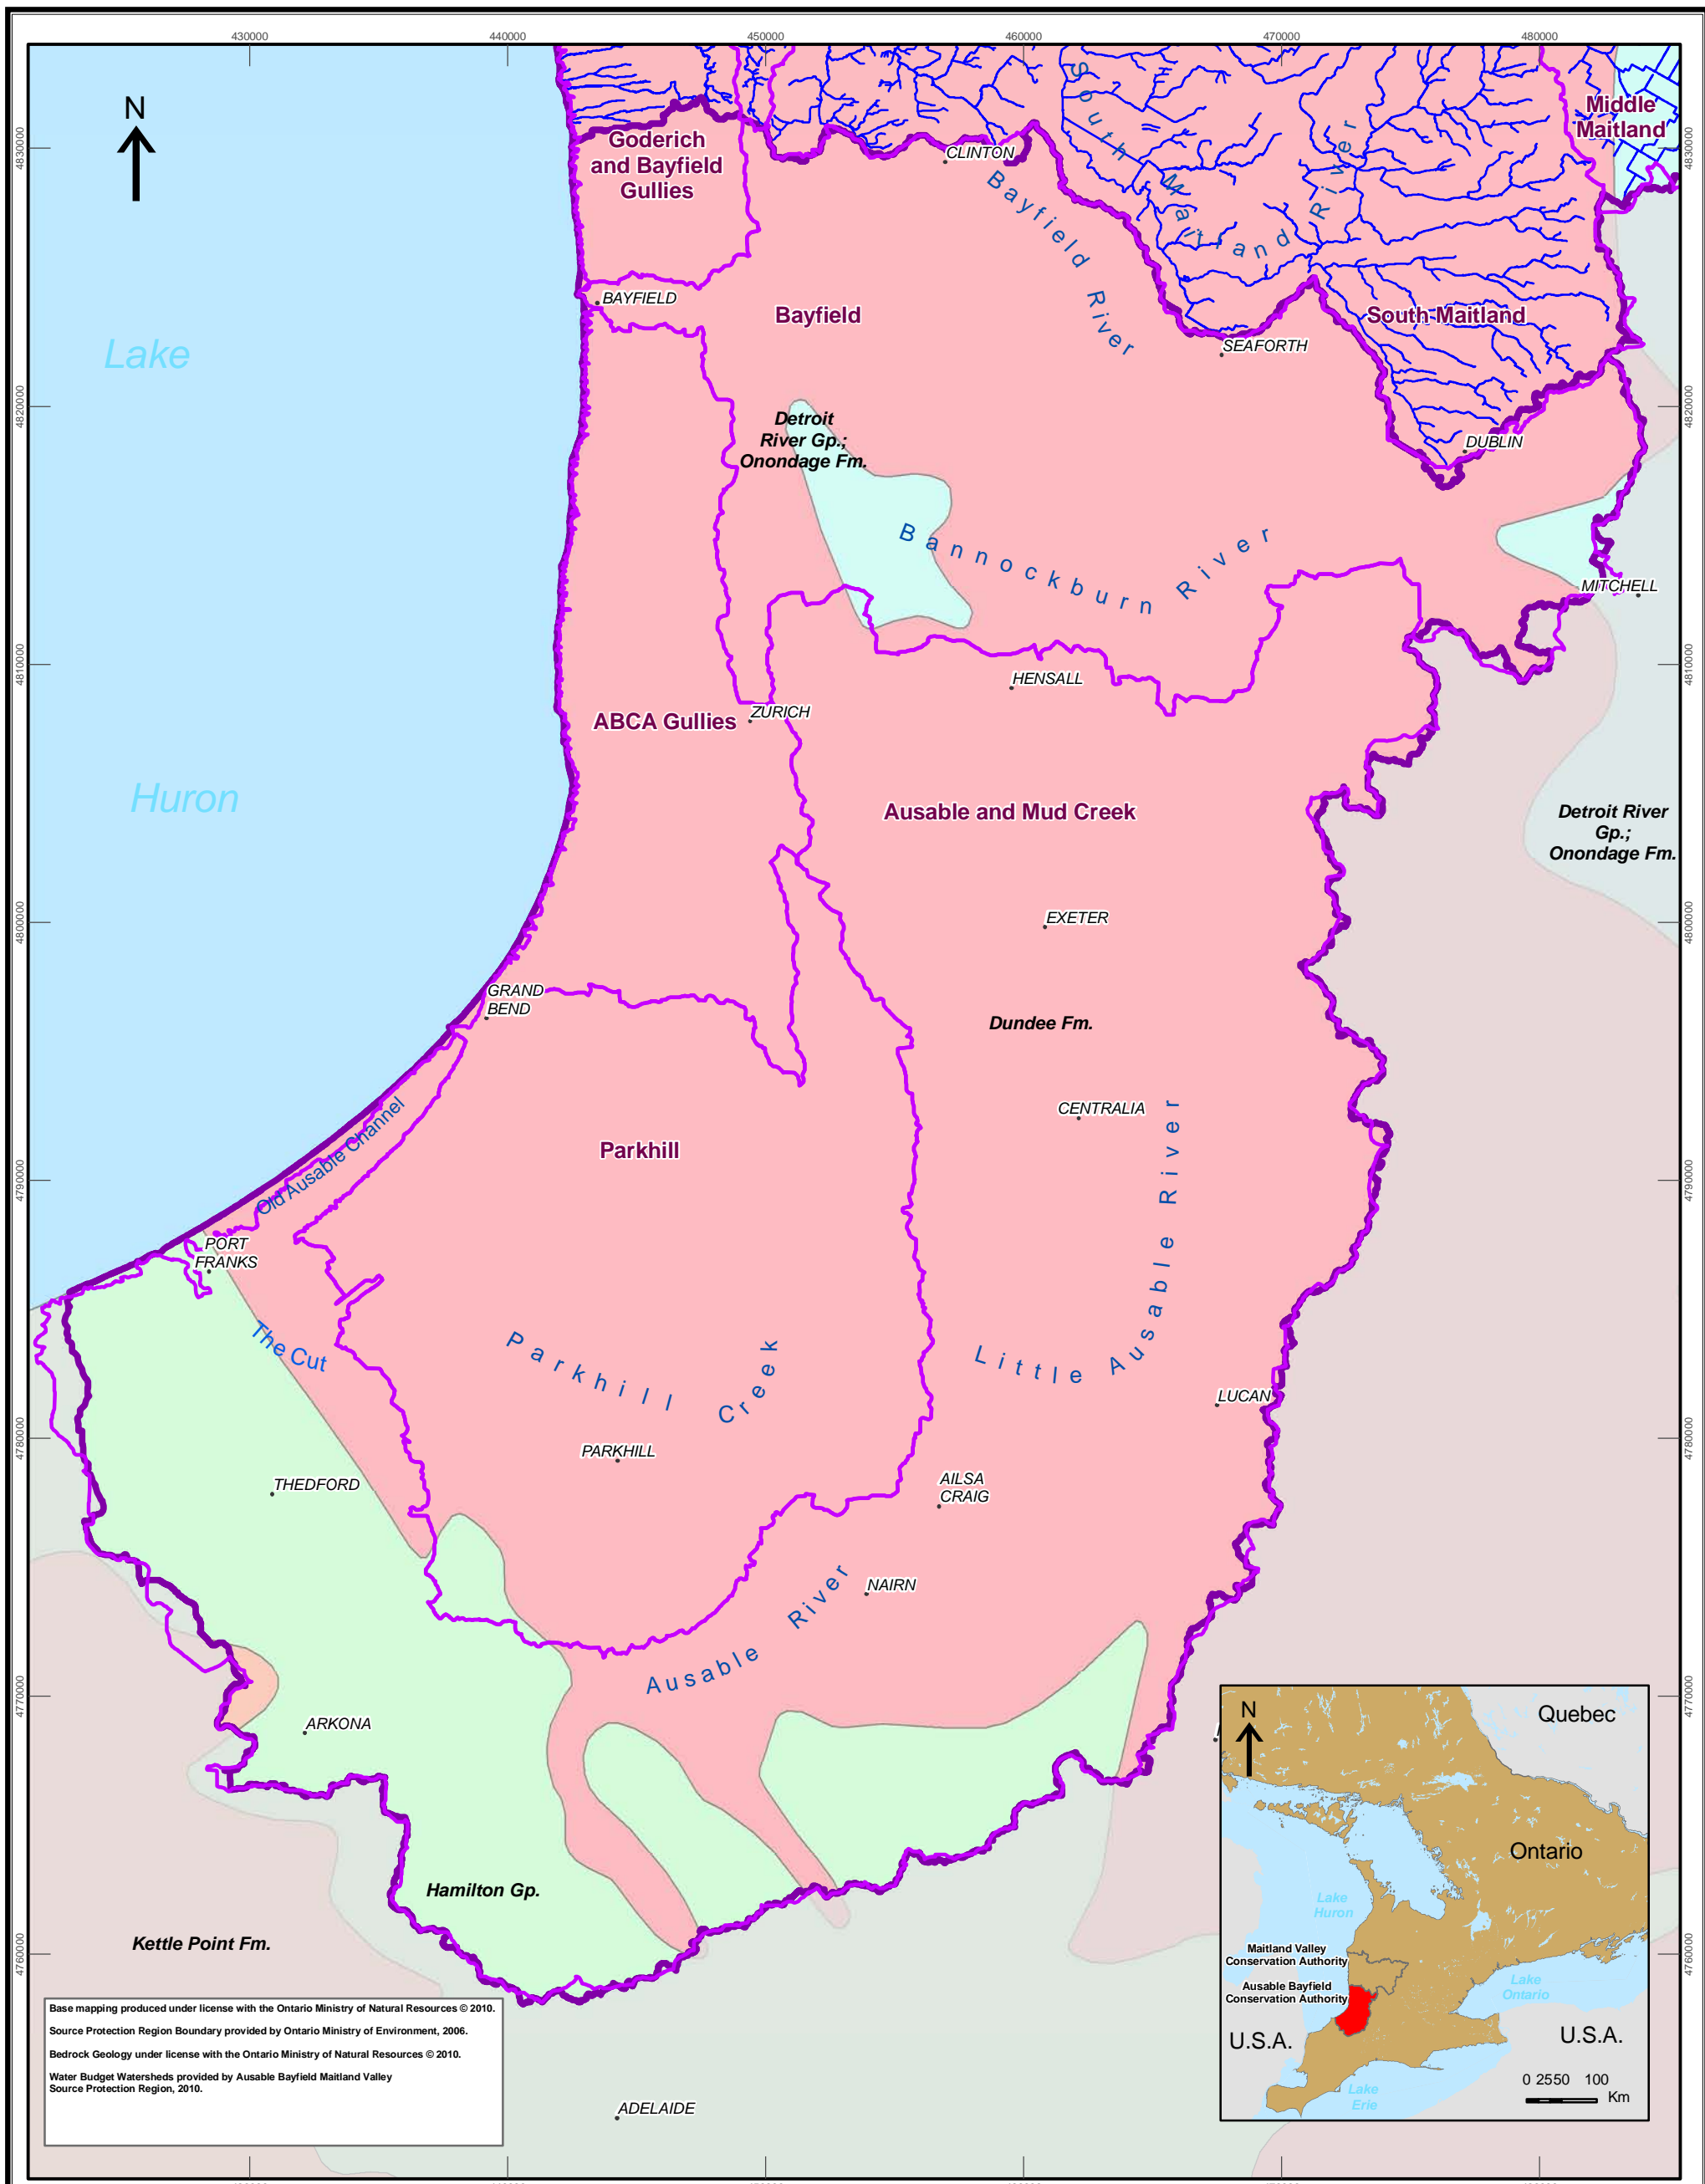 430000
440000
450000
460000
470000
480000
N
Goderich
and Bayfield
Gullies
CLINTON
South Maitland River
Middle
Maitland
4830000
4830000
Bayfield River
BAYFIELD
Bayfield
South Maitland
SEAFORTH
Lake
4820000
4820000
Detroit
River Gp.;
Onondage Fm.
DUBLIN
Bannockburn River
MITCHELL
4810000
4810000
HENSALL
ZURICH
ABCA Gullies
Huron
Ausable and Mud Creek
Detroit River
Gp.;
Onondage Fm.
4800000
4800000
EXETER
GRAND
BEND
Dundee Fm.
CENTRALIA
Old Ausable Channel
Parkhill
4790000
4790000
Little Ausable River
PORT
FRANKS
The Cut
Parkhill Creek
LUCAN
4780000
4780000
PARKHILL
THEDFORD
AILSA
CRAIG
NAIRN
Ausable River
4770000
4770000
ARKONA
Hamilton Gp.
Kettle Point Fm.
4760000
4760000
ADELAIDE
N
Quebec
Ontario
Lake
Huron
Maitland Valley
Conservation Authority
Ausable Bayfield
Conservation Authority
Lake
Ontario
U.S.A.
U.S.A.
Lake
Erie
0 25 50 100
Km
Base mapping produced under license with the Ontario Ministry of Natural Resources © 2010.
Source Protection Region Boundary provided by Ontario Ministry of Environment, 2006.
Bedrock Geology under license with the Ontario Ministry of Natural Resources © 2010.
Water Budget Watersheds provided by Ausable Bayfield Maitland Valley
Source Protection Region, 2010.